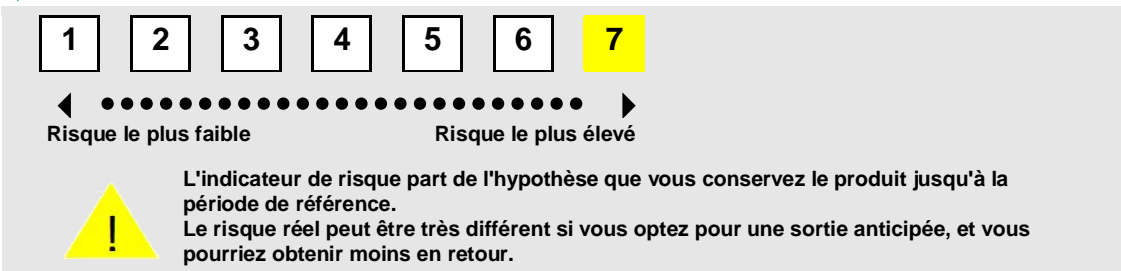 1 2 3 4 5 6 7
Risque le plus faible Risque le plus élevé
L'indicateur de risque part de l'hypothèse que vous conservez le produit jusqu'à la
période de référence.
Le risque réel peut être très différent si vous optez pour une sortie anticipée, et vous
pourriez obtenir moins en retour.
!